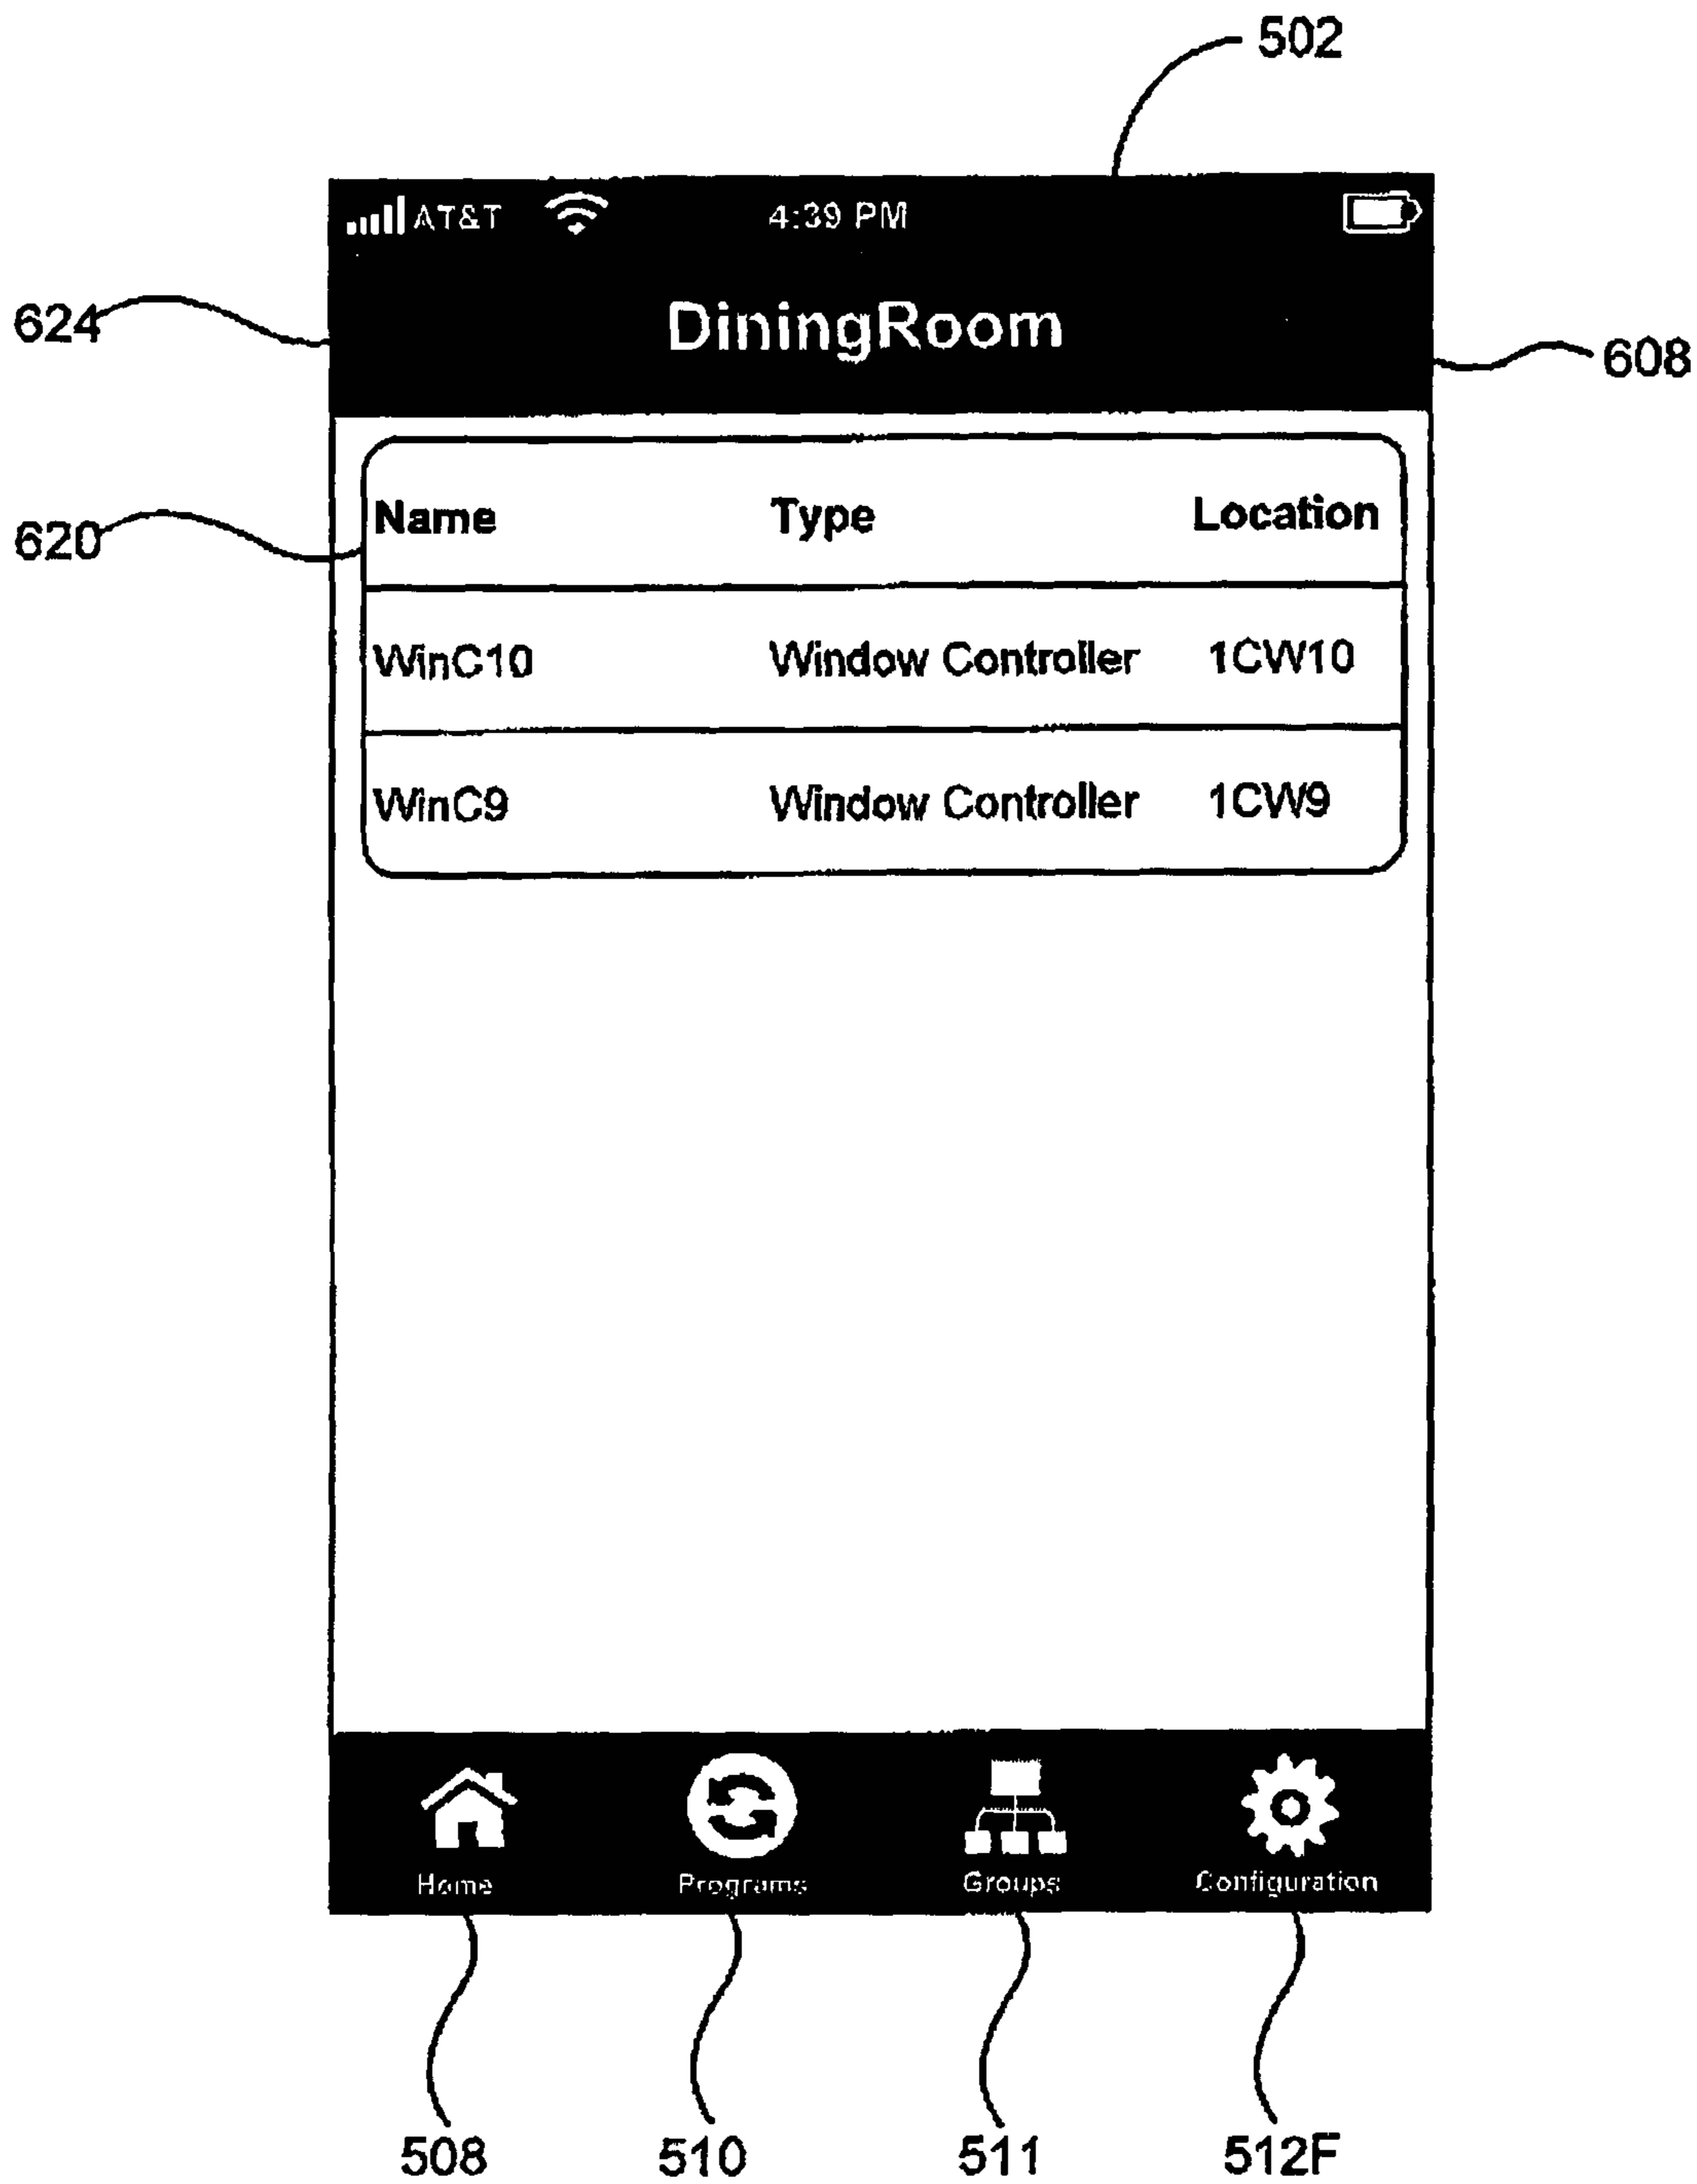 502
AT&T 4:39 PM
624
DiningRoom
608
Name Type Location
620
WinC10 Window Controller 1CW10
WinC9 Window Controller 1CW9
Home Programs Groups Configuration
508 510 511 512F